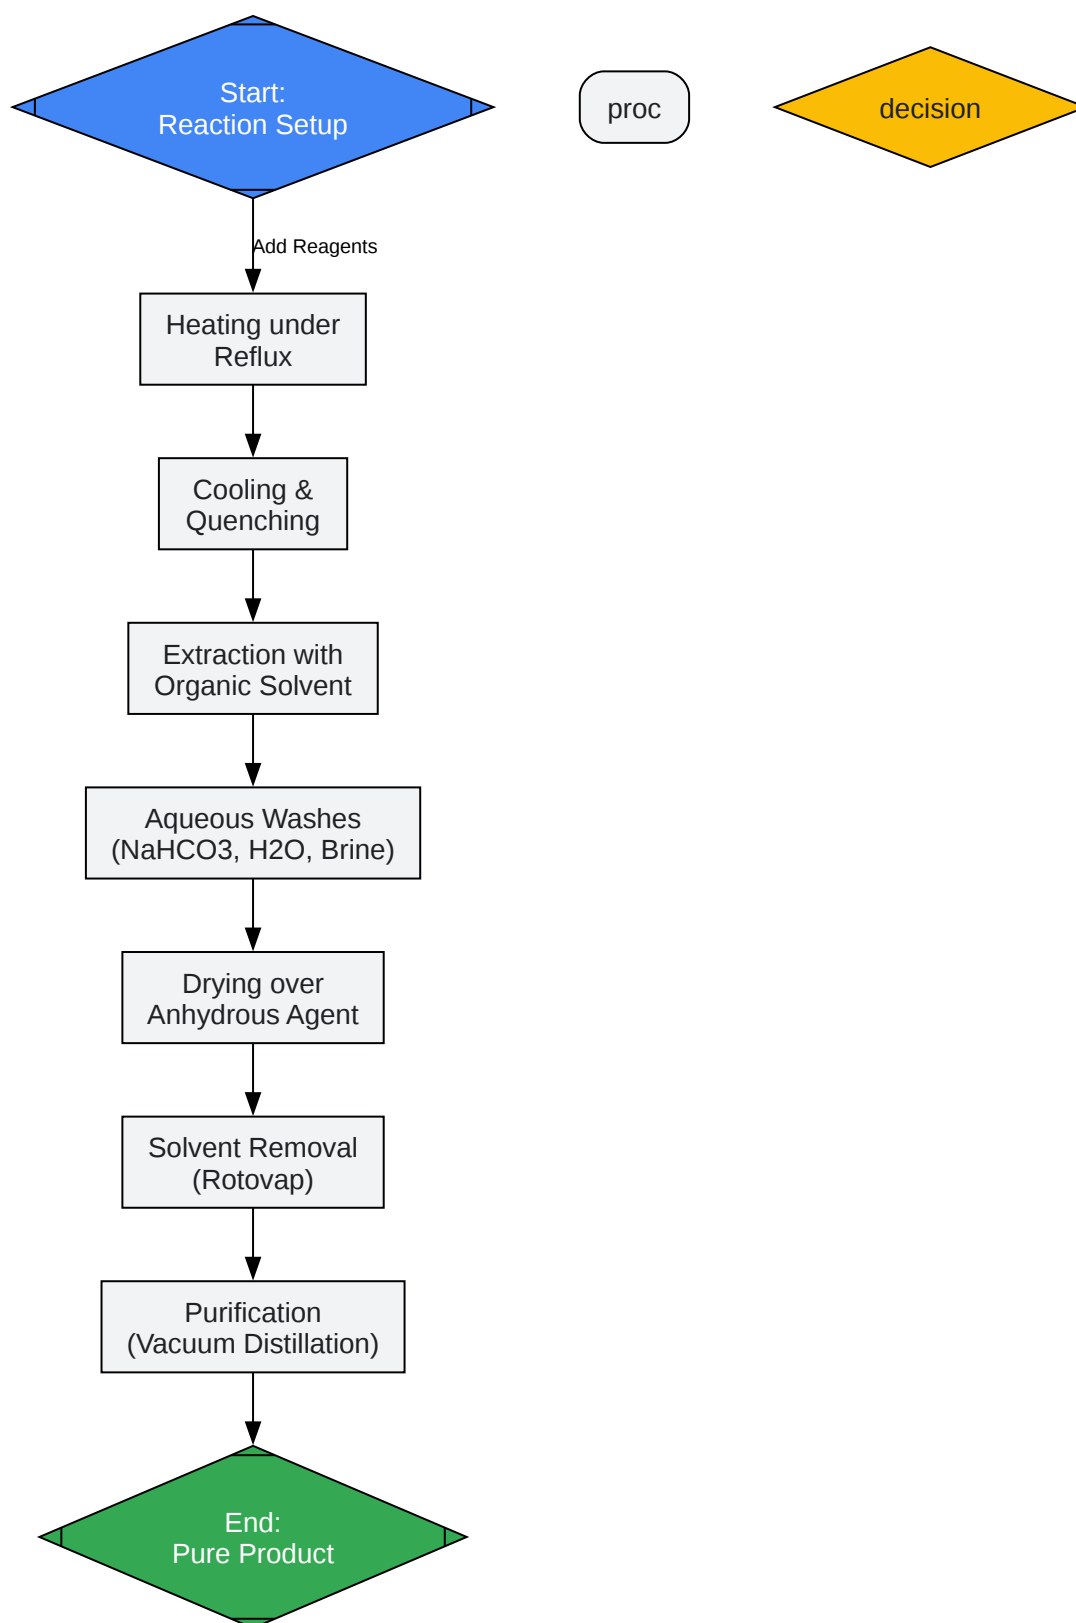 Start:
Reaction Setup
proc
decision
Add Reagents
Heating under
Reflux
Cooling &
Quenching
Extraction with
Organic Solvent
Aqueous Washes
(NaHCO3, H2O, Brine)
Drying over
Anhydrous Agent
Solvent Removal
(Rotovap)
Purification
(Vacuum Distillation)
End:
Pure Product